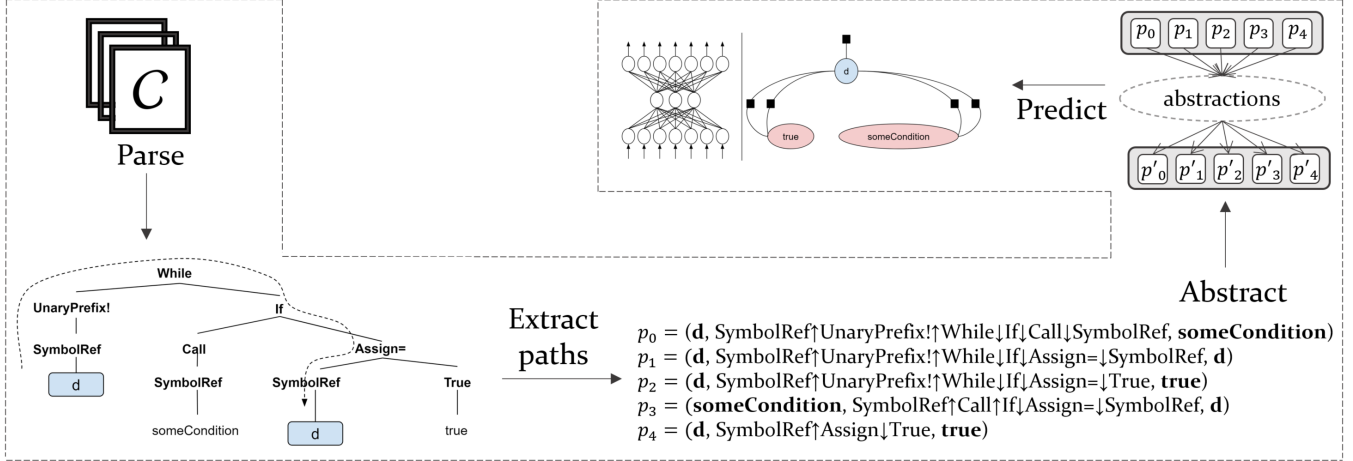 C
Parse
While
UnaryPrefix!
If
SymbolRef
Call
Assign=
d
SymbolRef
SymbolRef
True
someCondition
d
true
Extract
paths
p₀ = (d, SymbolRef↑UnaryPrefix!↑While↓If↓Call↓SymbolRef, someCondition)
p₁ = (d, SymbolRef↑UnaryPrefix!↑While↓If↓Assign=↓SymbolRef, d)
p₂ = (d, SymbolRef↑UnaryPrefix!↑While↓If↓Assign=↓True, true)
p₃ = (someCondition, SymbolRef↑Call↑If↓Assign=↓SymbolRef, d)
p₄ = (d, SymbolRef↑Assign↓True, true)
Abstract
p₀ p₁ p₂ p₃ p₄
abstractions
p'₀ p'₁ p'₂ p'₃ p'₄
Predict
d
true
someCondition